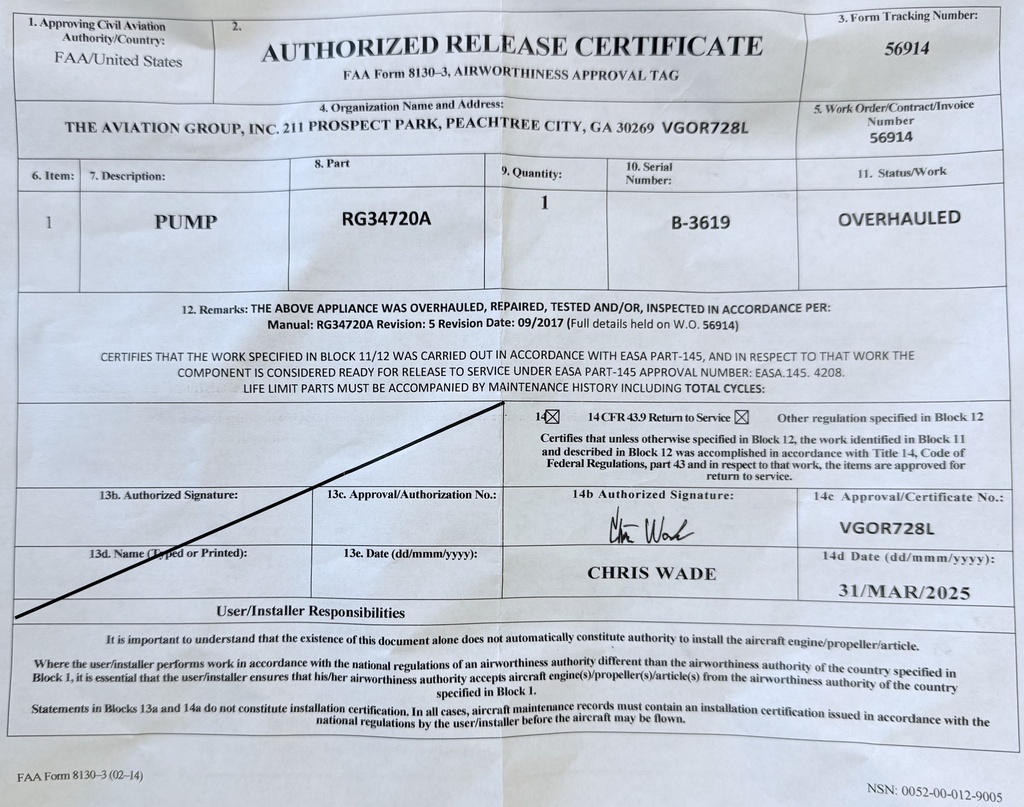 1. Approving Civil Aviation
Authority/Country:
FAA/United States
2.
AUTHORIZED RELEASE CERTIFICATE
FAA Form 8130–3, AIRWORTHINESS APPROVAL TAG
3. Form Tracking Number:
56914
4. Organization Name and Address:
THE AVIATION GROUP, INC. 211 PROSPECT PARK, PEACHTREE CITY, GA 30269 VGOR728L
5. Work Order/Contract/Invoice
Number
56914
6. Item:
7. Description:
8. Part
9. Quantity:
10. Serial
Number:
11. Status/Work
1
PUMP
RG34720A
1
B-3619
OVERHAULED
12. Remarks: THE ABOVE APPLIANCE WAS OVERHAULED, REPAIRED, TESTED AND/OR, INSPECTED IN ACCORDANCE PER:
Manual: RG34720A Revision: 5 Revision Date: 09/2017 (Full details held on W.O. 56914)
CERTIFIES THAT THE WORK SPECIFIED IN BLOCK 11/12 WAS CARRIED OUT IN ACCORDANCE WITH EASA PART-145, AND IN RESPECT TO THAT WORK THE
COMPONENT IS CONSIDERED READY FOR RELEASE TO SERVICE UNDER EASA PART-145 APPROVAL NUMBER: EASA.145. 4208.
LIFE LIMIT PARTS MUST BE ACCOMPANIED BY MAINTENANCE HISTORY INCLUDING TOTAL CYCLES:
14 ☒ 14 CFR 43.9 Return to Service ☒ Other regulation specified in Block 12
Certifies that unless otherwise specified in Block 12, the work identified in Block 11
and described in Block 12 was accomplished in accordance with Title 14, Code of
Federal Regulations, part 43 and in respect to that work, the items are approved for
return to service.
13b. Authorized Signature:
13c. Approval/Authorization No.:
14b Authorized Signature:
Chris Wade
14c Approval/Certificate No.:
VGOR728L
13d. Name (Typed or Printed):
13e. Date (dd/mmm/yyyy):
CHRIS WADE
14d Date (dd/mmm/yyyy):
31/MAR/2025
User/Installer Responsibilities
It is important to understand that the existence of this document alone does not automatically constitute authority to install the aircraft engine/propeller/article.
Where the user/installer performs work in accordance with the national regulations of an airworthiness authority different than the airworthiness authority of the country specified in
Block 1, it is essential that the user/installer ensures that his/her airworthiness authority accepts aircraft engine(s)/propeller(s)/article(s) from the airworthiness authority of the country
specified in Block 1.
Statements in Blocks 13a and 14a do not constitute installation certification. In all cases, aircraft maintenance records must contain an installation certification issued in accordance with the
national regulations by the user/installer before the aircraft may be flown.
FAA Form 8130–3 (02–14)
NSN: 0052-00-012-9005